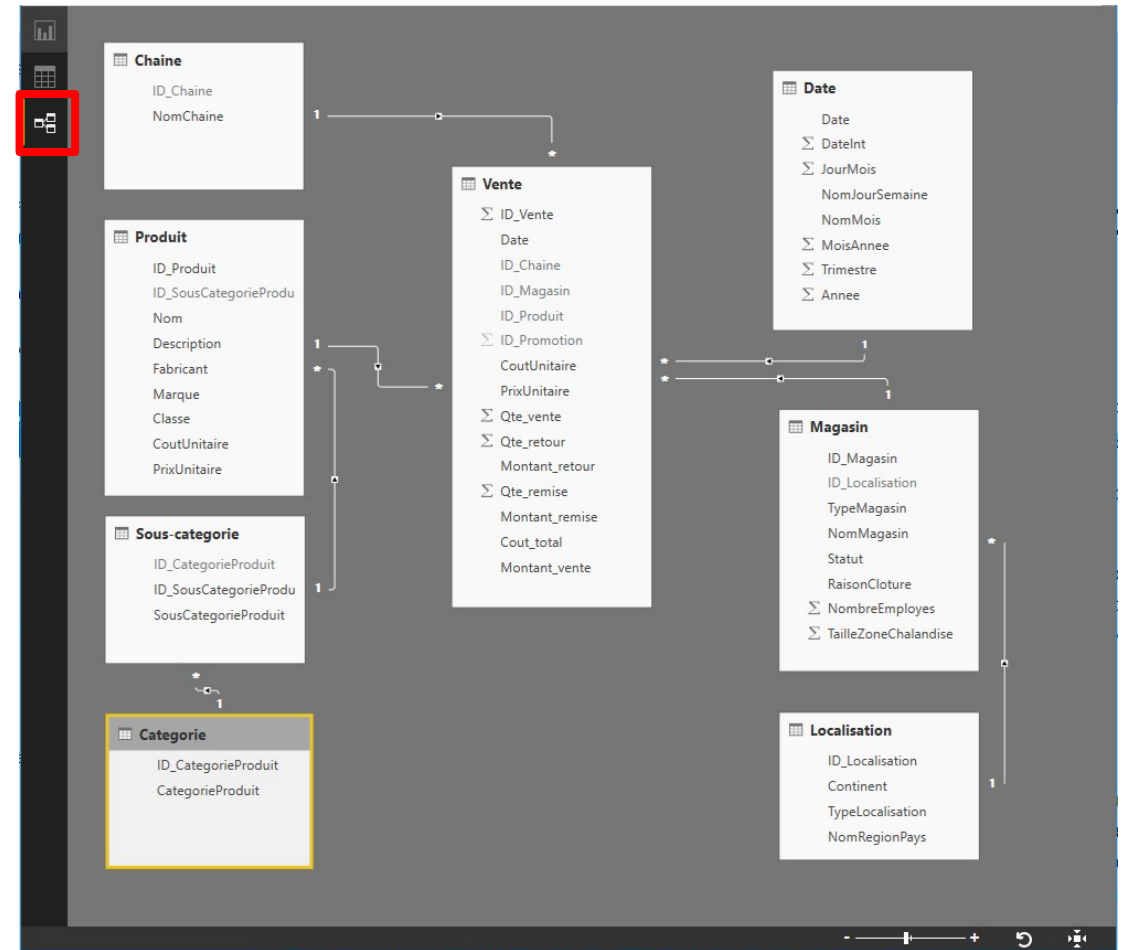 Chaine
ID_Chaine
NomChaine
1
*
Produit
ID_Produit
ID_SousCategorieProdu
Nom
Description
Fabricant
Marque
Classe
CoutUnitaire
PrixUnitaire
1
*
*
Sous-categorie
ID_CategorieProduit
ID_SousCategorieProdu
SousCategorieProduit
1
*
1
Categorie
ID_CategorieProduit
CategorieProduit
Vente
Σ ID_Vente
Date
ID_Chaine
ID_Magasin
ID_Produit
Σ ID_Promotion
CoutUnitaire
PrixUnitaire
Σ Qte_vente
Σ Qte_retour
Montant_retour
Σ Qte_remise
Montant_remise
Cout_total
Montant_vente
Date
Date
Σ DateInt
Σ JourMois
NomJourSemaine
NomMois
Σ MoisAnnee
Σ Trimestre
Σ Annee
1
*
*
1
Magasin
ID_Magasin
ID_Localisation
TypeMagasin
NomMagasin
Statut
RaisonCloture
Σ NombreEmployes
Σ TailleZoneChalandise
*
Localisation
ID_Localisation
Continent
TypeLocalisation
NomRegionPays
1
- +